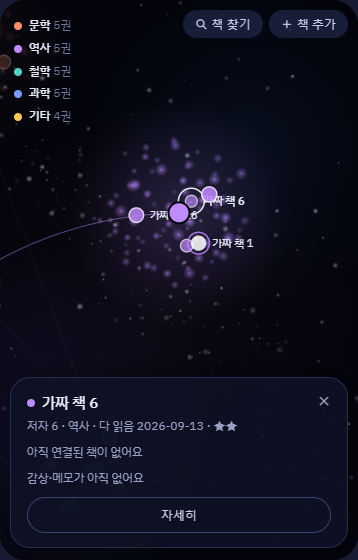 문학 5권
역사 5권
철학 5권
과학 5권
기타 4권
책 찾기
책 추가
책 6
가짜
6
가짜 책 1
가짜 책 6
저자 6 · 역사 · 다 읽음 2026-09-13 · ★★
아직 연결된 책이 없어요
감상·메모가 아직 없어요
자세히